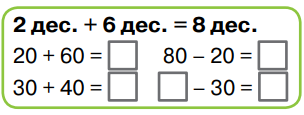 2 дес. + 6 дес. = 8 дес.
20 + 60 = □ 80 – 20 = □
30 + 40 = □ □ – 30 = □